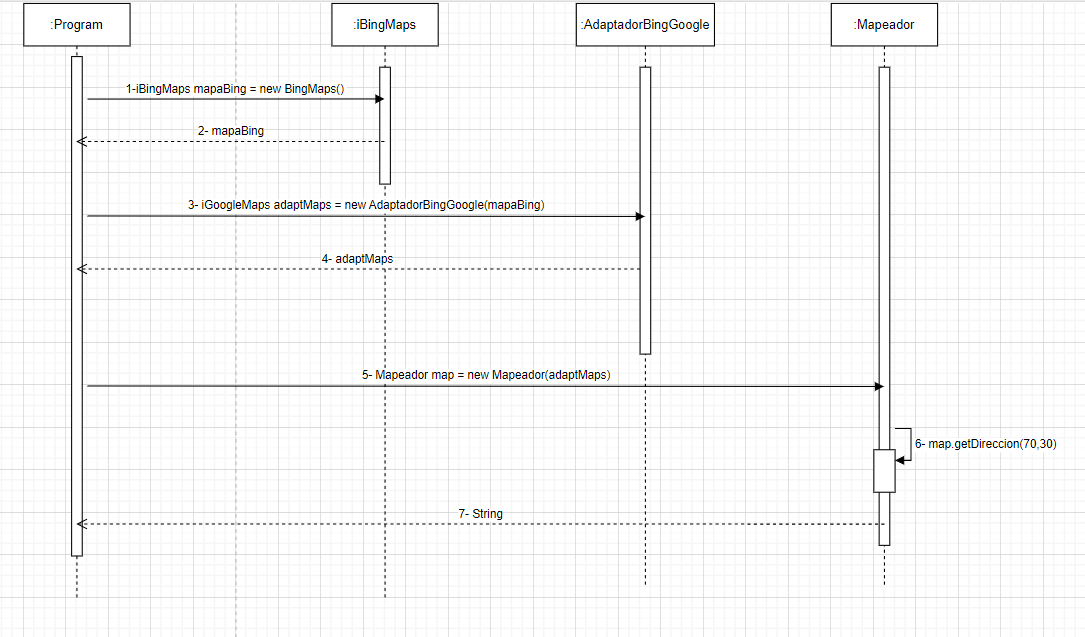 :Program
:iBingMaps
:AdaptadorBingGoogle
:Mapeador
1-iBingMaps mapaBing = new BingMaps()
2- mapaBing
3- iGoogleMaps adaptMaps = new AdaptadorBingGoogle(mapaBing)
4- adaptMaps
5- Mapeador map = new Mapeador(adaptMaps)
6- map.getDireccion(70,30)
7- String